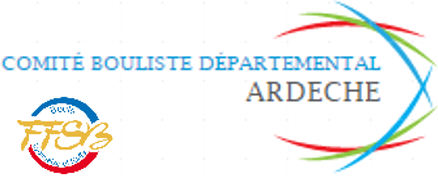 COMITÉ BOULISTE DÉPARTEMENTAL
ARDECHE
FFSB